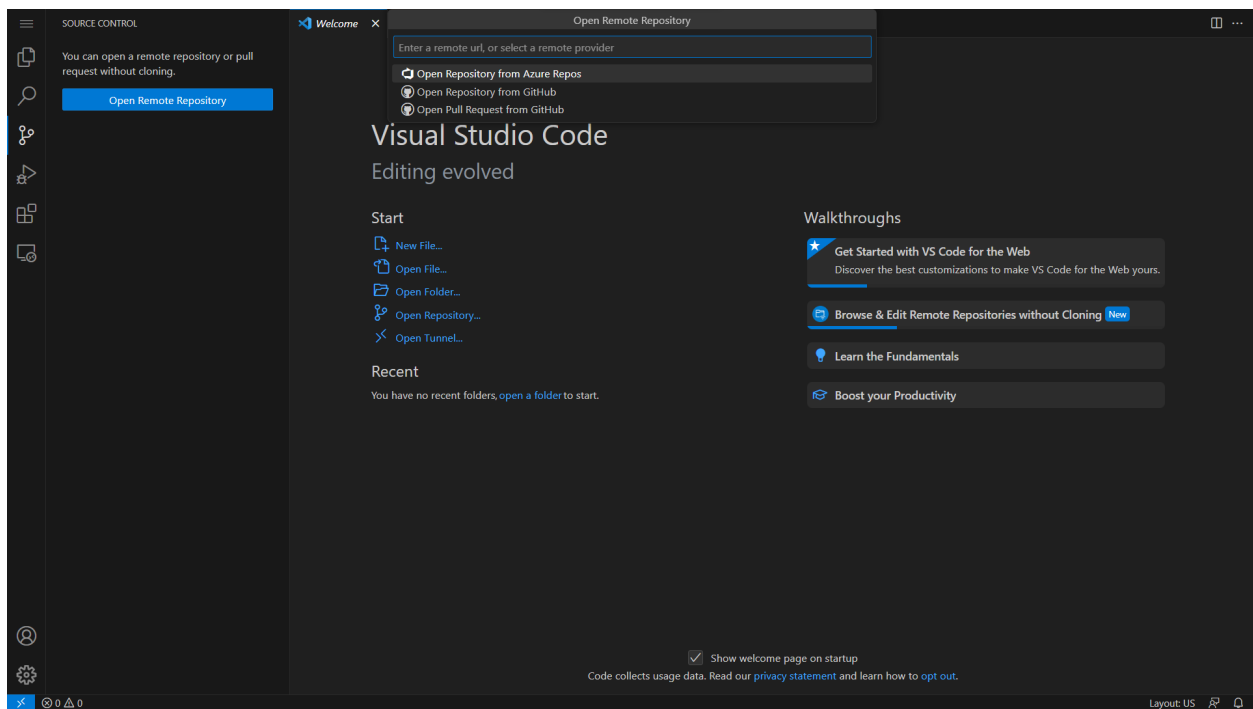 SOURCE CONTROL
You can open a remote repository or pull
request without cloning.
Open Remote Repository
Welcome
Open Remote Repository
Enter a remote url, or select a remote provider
Open Repository from Azure Repos
Open Repository from GitHub
Open Pull Request from GitHub
Visual Studio Code
Editing evolved
Start
New File...
Open File...
Open Folder...
Open Repository...
Open Tunnel...
Recent
You have no recent folders, open a folder to start.
Walkthroughs
Get Started with VS Code for the Web
Discover the best customizations to make VS Code for the Web yours.
Browse & Edit Remote Repositories without Cloning New
Learn the Fundamentals
Boost your Productivity
Show welcome page on startup
Code collects usage data. Read our privacy statement and learn how to opt out.
0 0
Layout: US